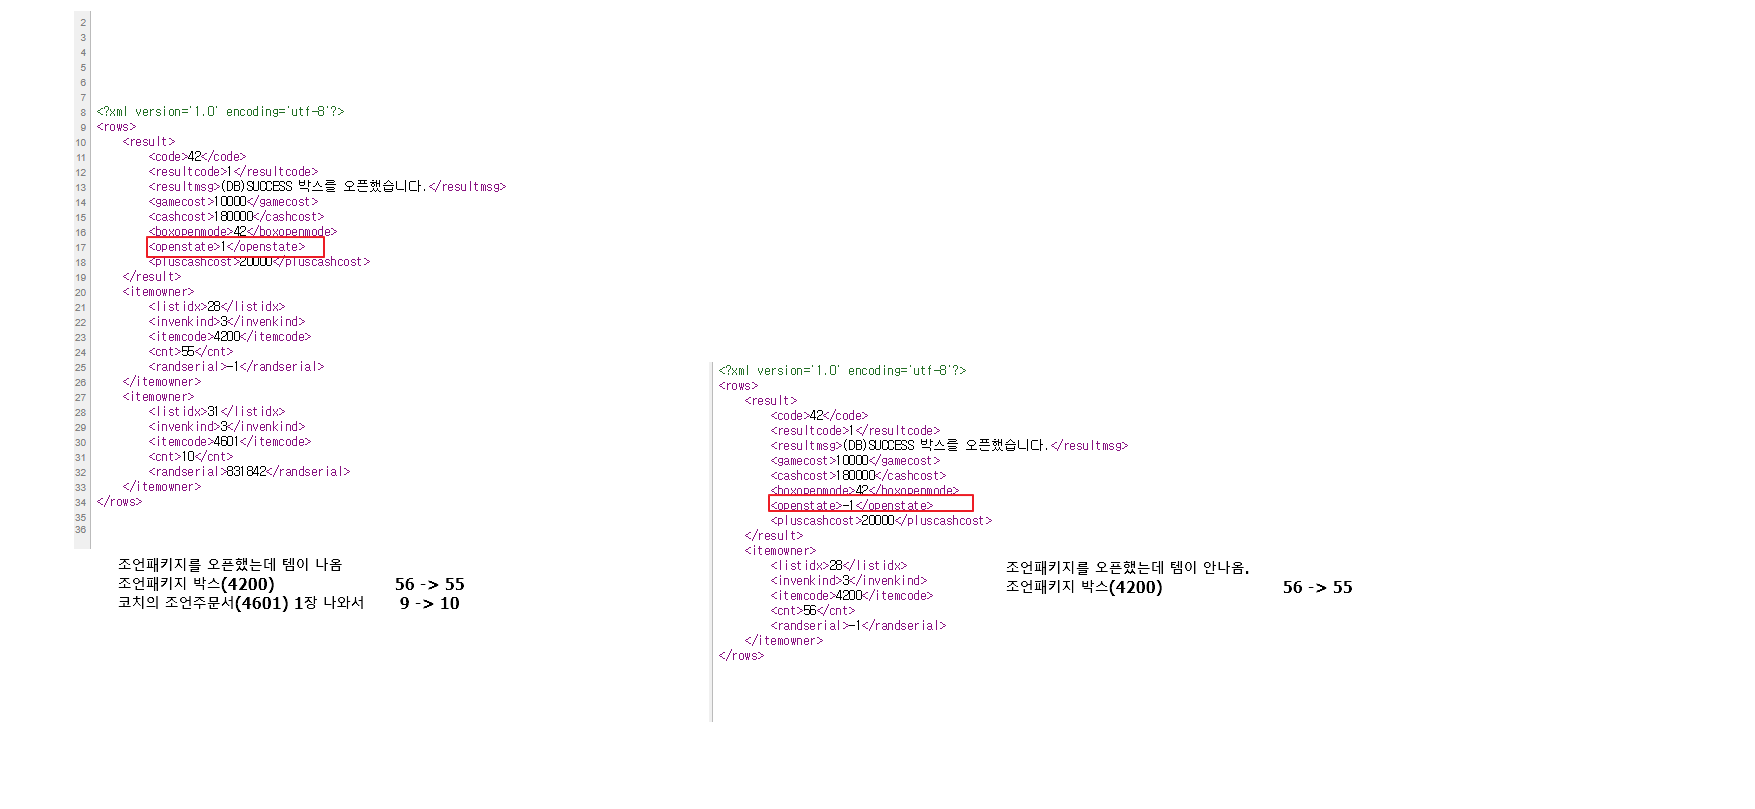 2
3
4
5
6
7
8 <?xml version='1.0' encoding='utf-8'?>
9 <rows>
10 <result>
11 <code>42</code>
12 <resultcode>1</resultcode>
13 <resultmsg>(DB)SUCCESS 박스를 오픈했습니다.</resultmsg>
14 <gamecost>10000</gamecost>
15 <cashcost>180000</cashcost>
16 <boxopenmode>42</boxopenmode>
17 <openstate>1</openstate>
18 <pluscashcost>20000</pluscashcost>
19 </result>
20 <itemowner>
21 <listidx>28</listidx>
22 <invenkind>3</invenkind>
23 <itemcode>4200</itemcode>
24 <cnt>55</cnt>
25 <randserial>-1</randserial>
26 </itemowner>
27 <itemowner>
28 <listidx>31</listidx>
29 <invenkind>3</invenkind>
30 <itemcode>4601</itemcode>
31 <cnt>10</cnt>
32 <randserial>831842</randserial>
33 </itemowner>
34 </rows>
35
36
조언패키지를 오픈했는데 템이 나옴
조언패키지 박스(4200) 56 -> 55
코치의 조언주문서(4601) 1장 나와서 9 -> 10
<?xml version='1.0' encoding='utf-8'?>
<rows>
<result>
<code>42</code>
<resultcode>1</resultcode>
<resultmsg>(DB)SUCCESS 박스를 오픈했습니다.</resultmsg>
<gamecost>10000</gamecost>
<cashcost>180000</cashcost>
<boxopenmode>42</boxopenmode>
<openstate>-1</openstate>
<pluscashcost>20000</pluscashcost>
</result>
<itemowner>
<listidx>28</listidx>
<invenkind>3</invenkind>
<itemcode>4200</itemcode>
<cnt>56</cnt>
<randserial>-1</randserial>
</itemowner>
</rows>
조언패키지를 오픈했는데 템이 안나옴.
조언패키지 박스(4200) 56 -> 55